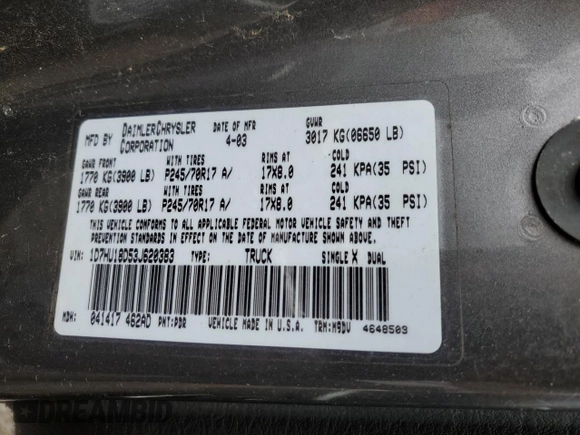 MFD BY DAIMLERCHRYSLER CORPORATION DATE OF MFR 4-03 GVWR 3017 KG(06650 LB)
GAWR FRONT WITH TIRES RIMS AT COLD
1770 KG(3900 LB) P245/70R17 A/ 17X8.0 241 KPA(35 PSI)
GAWR REAR WITH TIRES RIMS AT COLD
1770 KG(3900 LB) P245/70R17 A/ 17X8.0 241 KPA(35 PSI)
THIS VEHICLE CONFORMS TO ALL APPLICABLE FEDERAL MOTOR VEHICLE SAFETY AND THEFT
PREVENTION STANDARDS IN EFFECT ON THE DATE OF MANUFACTURE SHOWN ABOVE.
VIN: 1D7HU18D53J620383 TYPE: TRUCK SINGLE X DUAL
MDH: 041417 462AD PNT:PDR VEHICLE MADE IN U.S.A. TRM:M9DV 4648503
DREAMBID